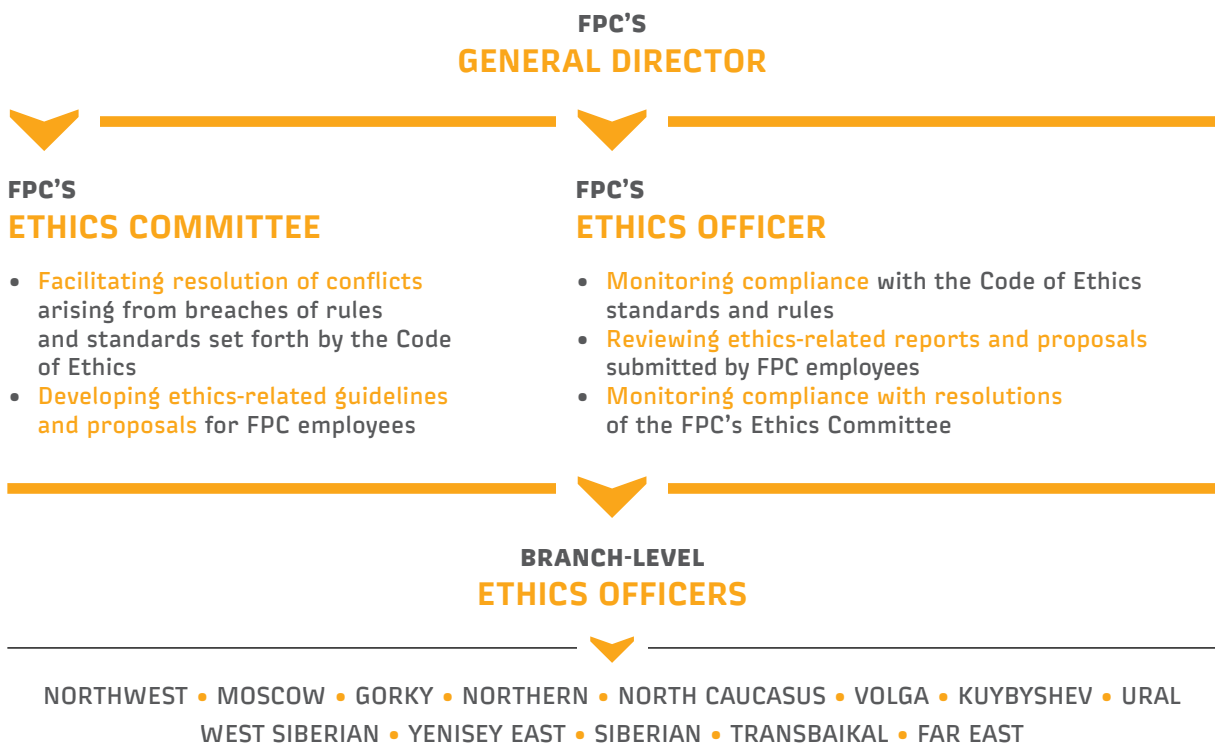 FPC'S
GENERAL DIRECTOR
FPC'S
ETHICS COMMITTEE
• Facilitating resolution of conflicts
arising from breaches of rules
and standards set forth by the Code
of Ethics
• Developing ethics-related guidelines
and proposals for FPC employees
FPC'S
ETHICS OFFICER
• Monitoring compliance with the Code of Ethics
standards and rules
• Reviewing ethics-related reports and proposals
submitted by FPC employees
• Monitoring compliance with resolutions
of the FPC's Ethics Committee
BRANCH-LEVEL
ETHICS OFFICERS
NORTHWEST • MOSCOW • GORKY • NORTHERN • NORTH CAUCASUS • VOLGA • KUYBYSHEV • URAL
WEST SIBERIAN • YENISEY EAST • SIBERIAN • TRANSBAIKAL • FAR EAST